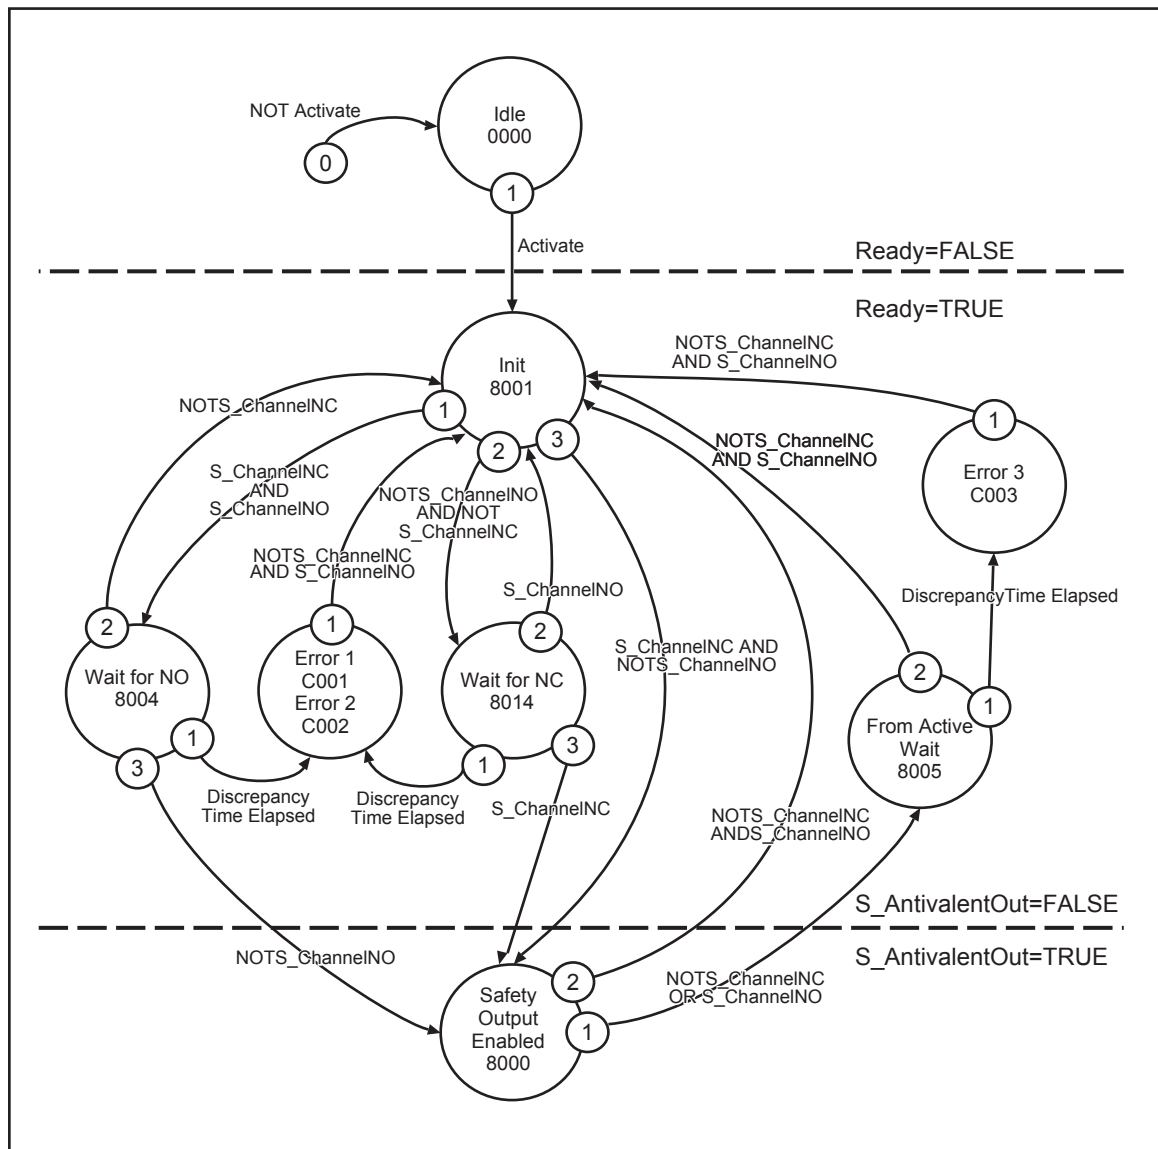 Idle
0000
NOT Activate
0
1
Activate
Ready=FALSE
Ready=TRUE
Init
8001
1
2
3
NOTS_ChannelNC
AND S_ChannelNO
1
Error 3
C003
NOTS_ChannelNC
S_ChannelNC
AND
S_ChannelNO
NOTS_ChannelNO
AND NOT
S_ChannelNC
NOTS_ChannelNC
AND S_ChannelNO
NOTS_ChannelNC
AND S_ChannelNO
S_ChannelNO
DiscrepancyTime Elapsed
2
Wait for NO
8004
1
3
1
Error 1
C001
Error 2
C002
2
Wait for NC
8014
1
3
S_ChannelNC AND
NOTS_ChannelNO
2
1
From Active
Wait
8005
Discrepancy
Time Elapsed
Discrepancy
Time Elapsed
S_ChannelNC
NOTS_ChannelNC
ANDS_ChannelNO
S_AntivalentOut=FALSE
S_AntivalentOut=TRUE
NOTS_ChannelNO
NOTS_ChannelNC
OR S_ChannelNO
2
1
Safety
Output
Enabled
8000